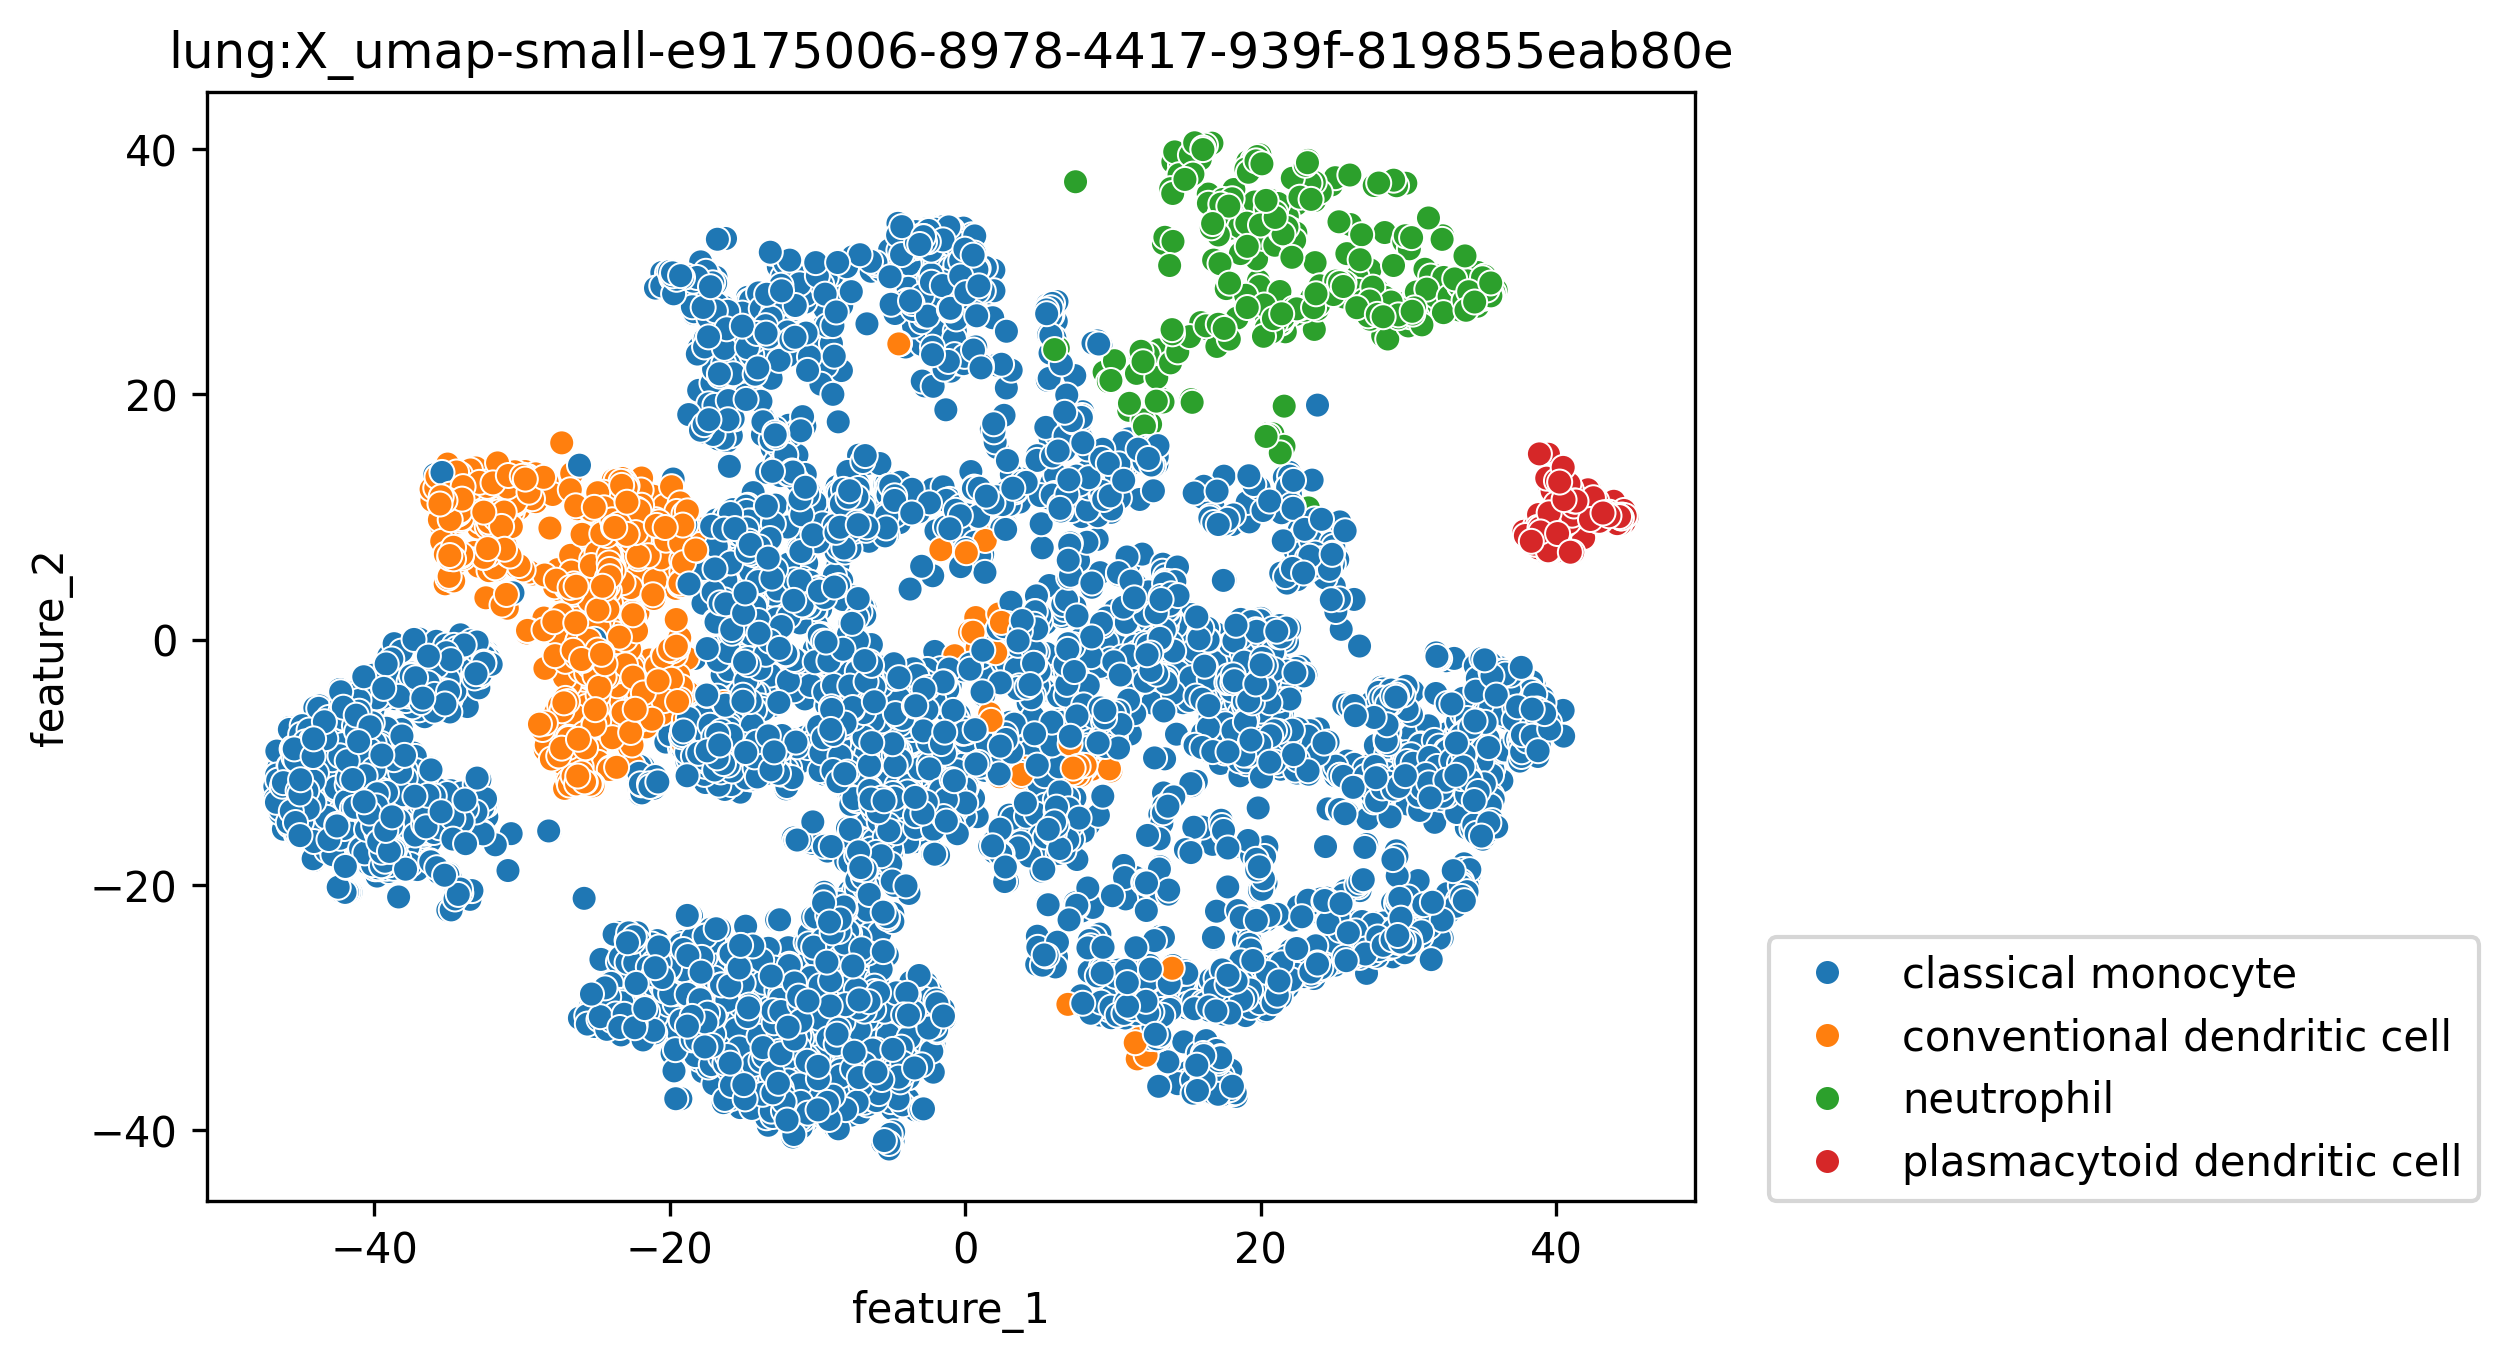 lung:X_umap-small-e9175006-8978-4417-939f-819855eab80e
40
20
0
−20
−40
feature_2
−40
−20
0
20
40
feature_1
classical monocyte
conventional dendritic cell
neutrophil
plasmacytoid dendritic cell